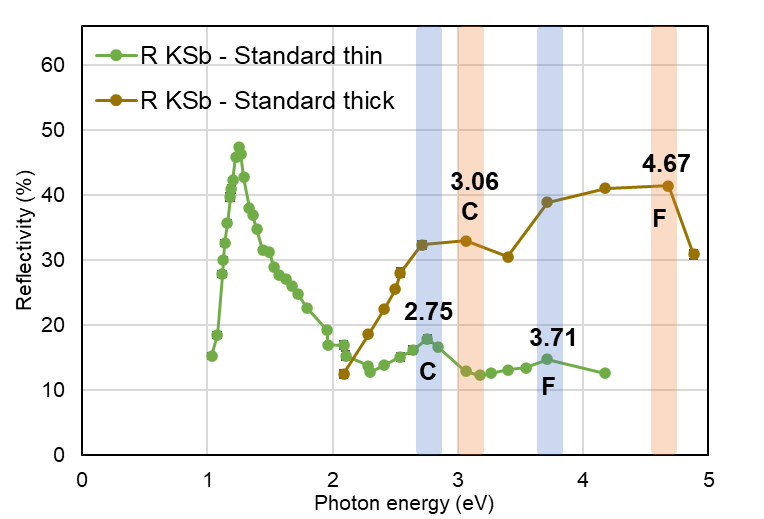 R KSb - Standard thin
R KSb - Standard thick
60
50
40
30
20
10
0
Reflectivity (%)
3.06
C
4.67
F
2.75
C
3.71
F
0 1 2 3 4 5
Photon energy (eV)